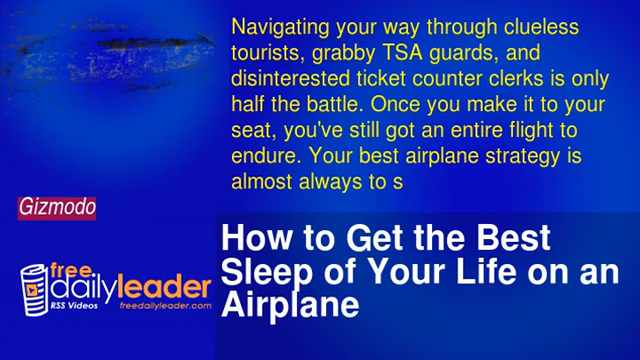 Navigating your way through clueless
tourists, grabby TSA guards, and
disinterested ticket counter clerks is only
half the battle. Once you make it to your
seat, you've still got an entire flight to
endure. Your best airplane strategy is
almost always to s
Gizmodo
How to Get the Best
Sleep of Your Life on an
Airplane
free
dailyleader
RSS Videos freedailyleader.com